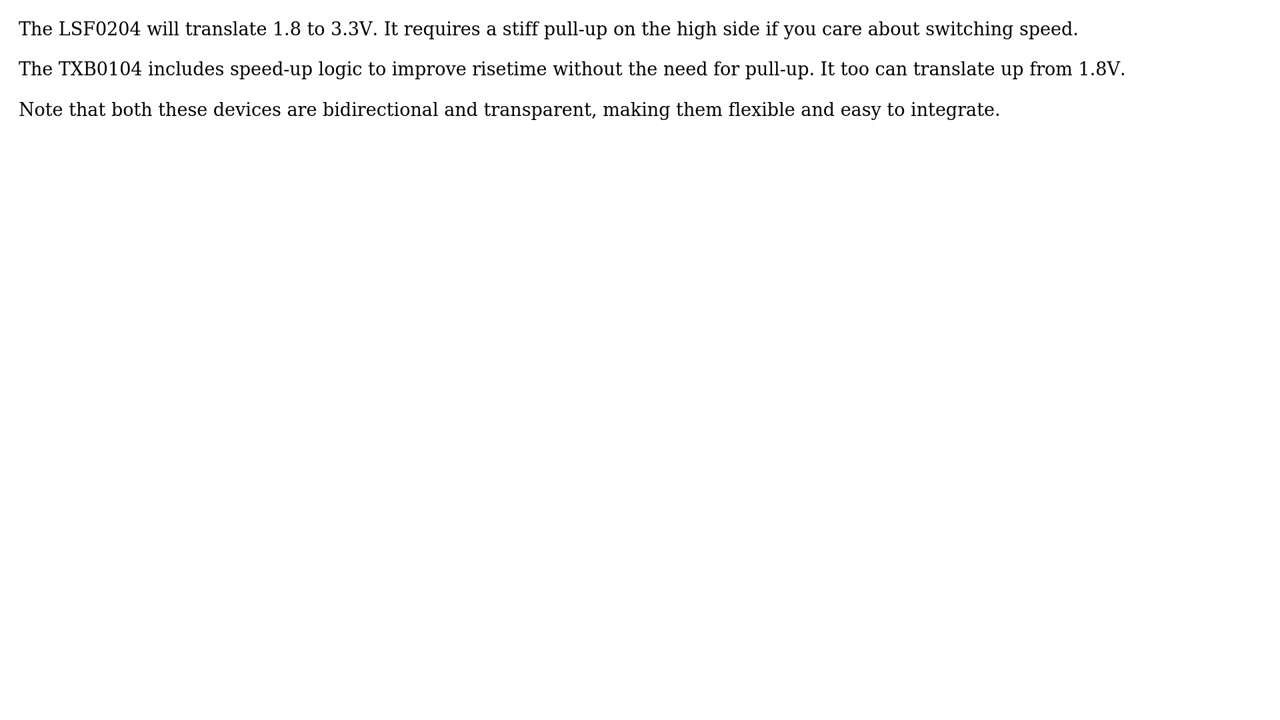 The LSF0204 will translate 1.8 to 3.3V. It requires a stiff pull-up on the high side if you care about switching speed.
The TXB0104 includes speed-up logic to improve risetime without the need for pull-up. It too can translate up from 1.8V.
Note that both these devices are bidirectional and transparent, making them flexible and easy to integrate.